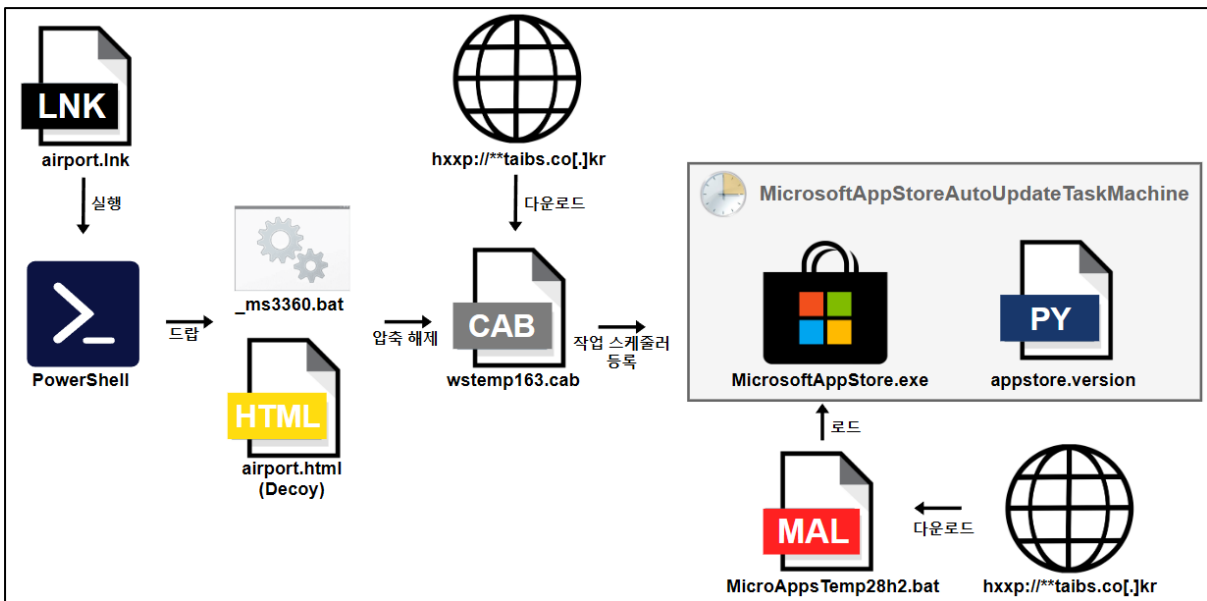 LNK
airport.lnk
실행
PowerShell
드랍
_ms3360.bat
HTML
airport.html
(Decoy)
압축 해제
hxxp://**taibs.co[.]kr
다운로드
CAB
wstemp163.cab
작업 스케줄러
등록
MicrosoftAppStoreAutoUpdateTaskMachine
MicrosoftAppStore.exe
PY
appstore.version
로드
MAL
MicroAppsTemp28h2.bat
다운로드
hxxp://**taibs.co[.]kr